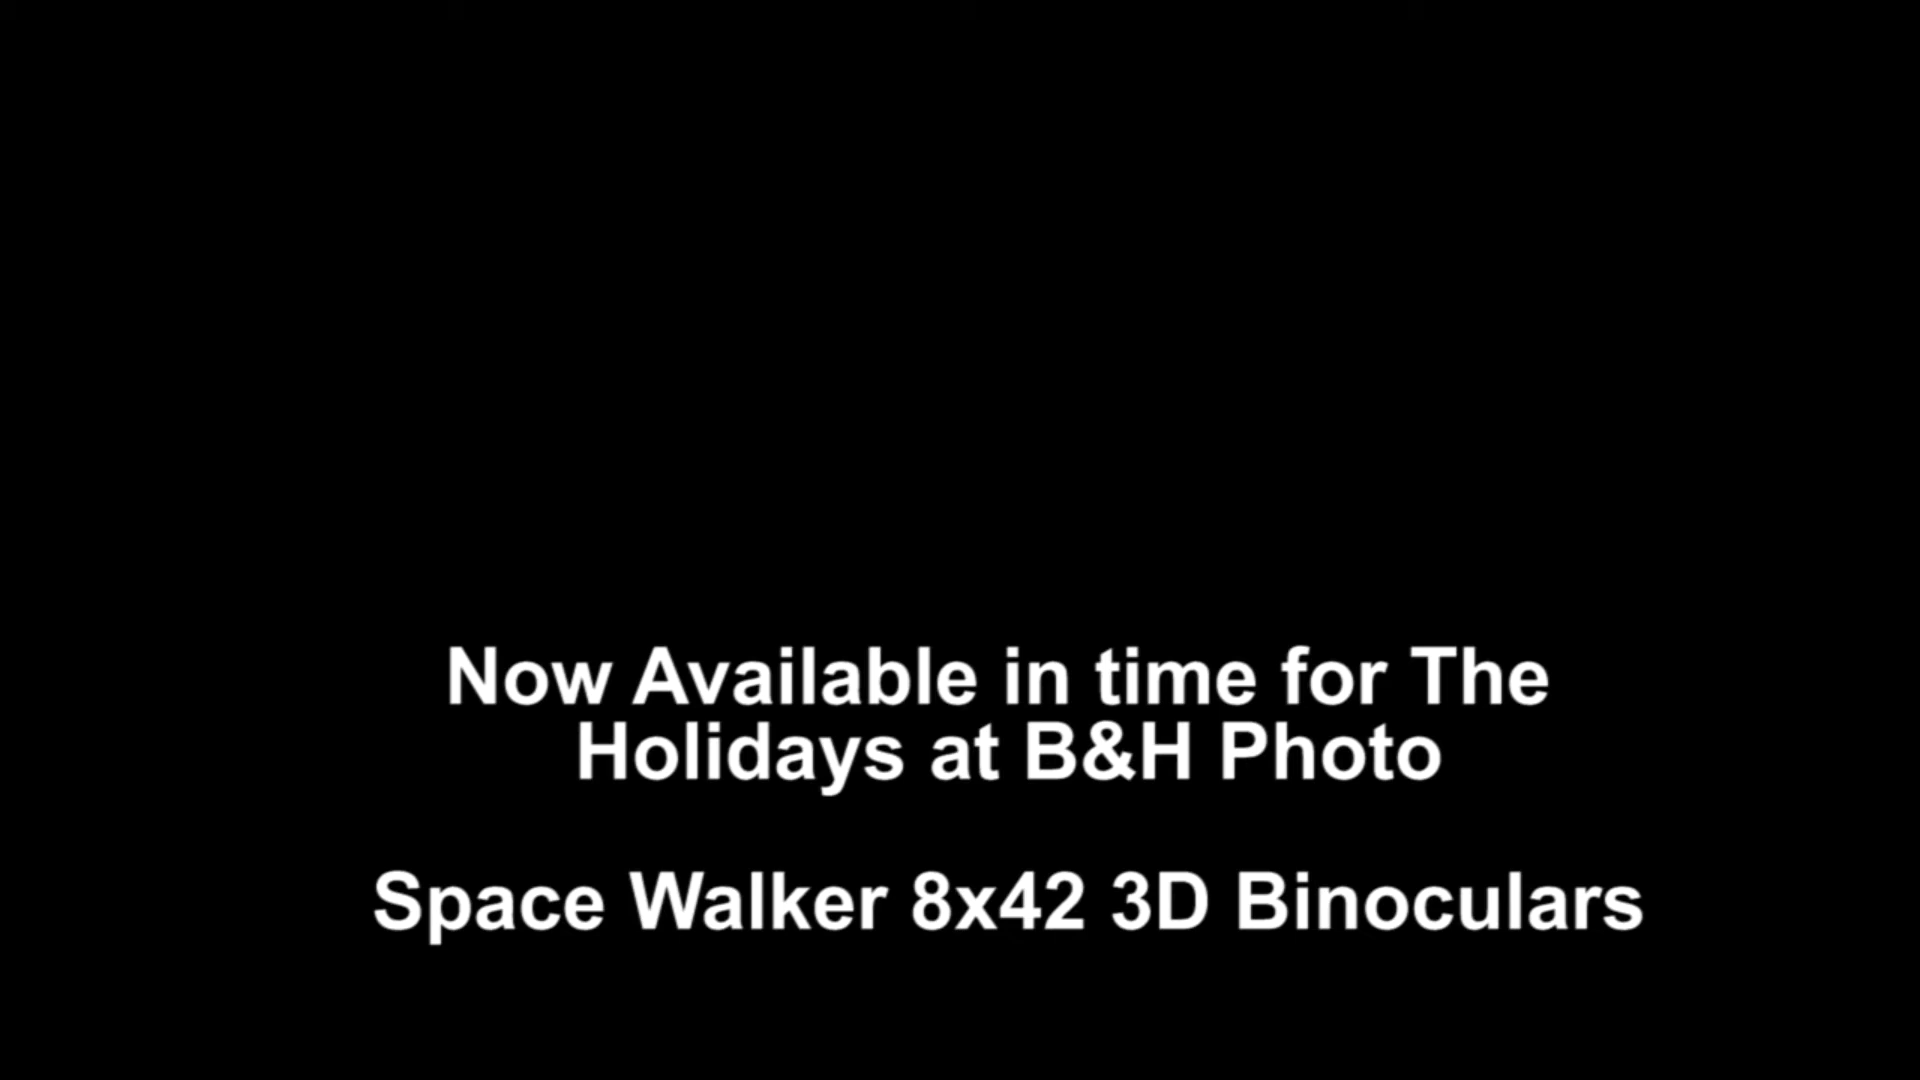 Now Available in time for The
Holidays at B&H Photo
Space Walker 8x42 3D Binoculars